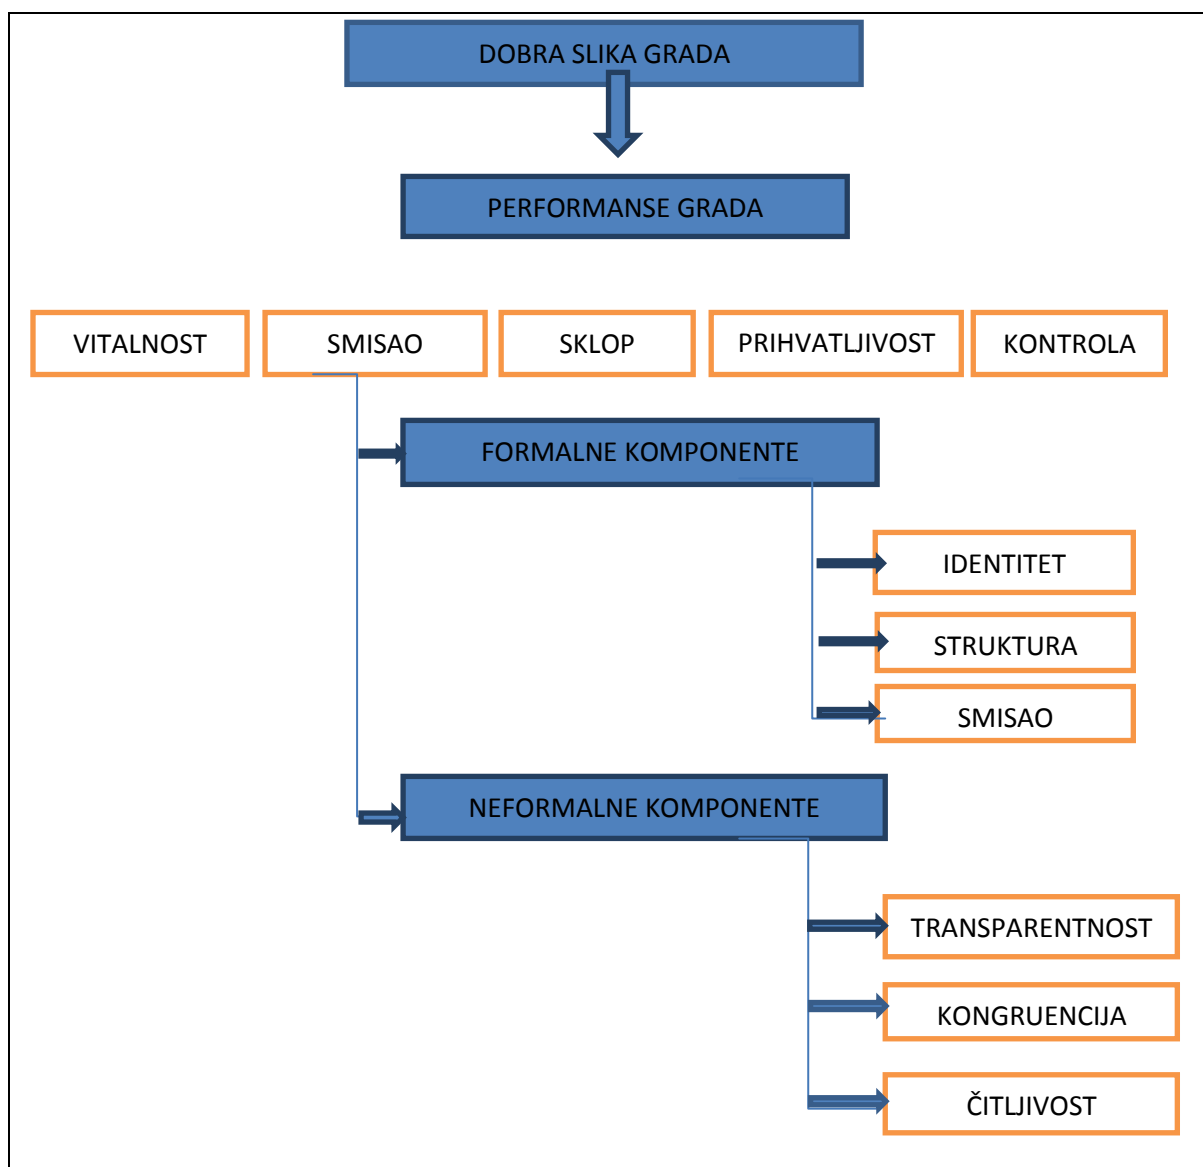 DOBRA SLIKA GRADA
PERFORMANSE GRADA
VITALNOST
SMISAO
SKLOP
PRIHVATLJIVOST
KONTROLA
FORMALNE KOMPONENTE
IDENTITET
STRUKTURA
SMISAO
NEFORMALNE KOMPONENTE
TRANSPARENTNOST
KONGRUENCIJA
ČITLJIVOST